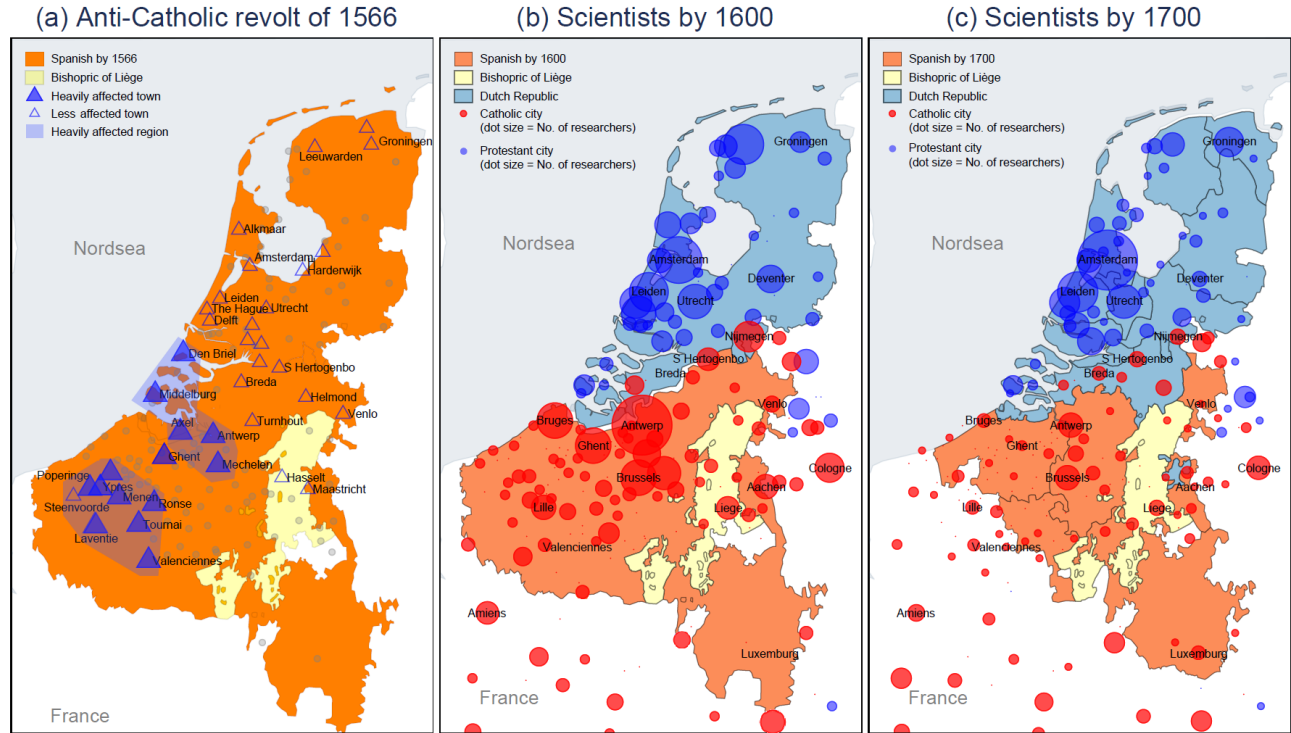 (a) Anti-Catholic revolt of 1566
Spanish by 1566
Bishopric of Liège
Heavily affected town
Less affected town
Heavily affected region
Groningen
Leeuwarden
Nordsea
Alkmaar
Amsterdam
Harderwijk
Leiden
The Hague
Utrecht
Delft
Den Briel
S Hertogenbo
Breda
Middelburg
Helmond
Venlo
Axel
Turnhout
Antwerp
Ghent
Mechelen
Poperinge
Ypres
Hasselt
Menen
Maastricht
Steenvoorde
Ronse
Tournai
Laventie
Valenciennes
France
(b) Scientists by 1600
Spanish by 1600
Bishopric of Liège
Dutch Republic
Catholic city
(dot size = No. of researchers)
Protestant city
(dot size = No. of researchers)
Groningen
Nordsea
Amsterdam
Deventer
Leiden
Utrecht
Nijmegen
S Hertogenbo
Breda
Venlo
Bruges
Antwerp
Ghent
Cologne
Brussels
Aachen
Lille
Liege
Valenciennes
Amiens
Luxemburg
France
(c) Scientists by 1700
Spanish by 1700
Bishopric of Liège
Dutch Republic
Catholic city
(dot size = No. of researchers)
Protestant city
(dot size = No. of researchers)
Groningen
Nordsea
Amsterdam
Deventer
Leiden
Utrecht
Nijmegen
S Hertogenbo
Breda
Venlo
Bruges
Antwerp
Ghent
Cologne
Brussels
Aachen
Lille
Liege
Valenciennes
Amiens
Luxemburg
France